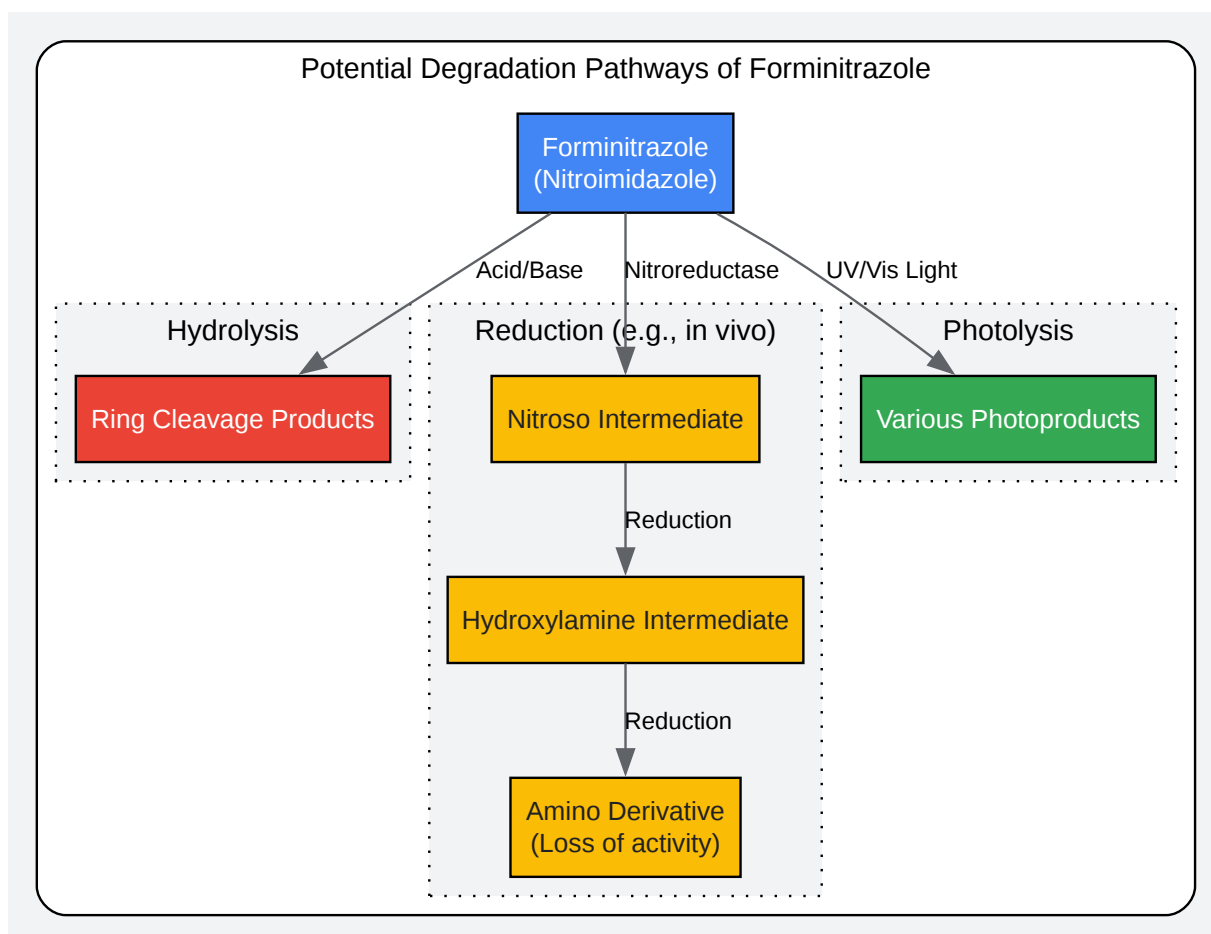 Potential Degradation Pathways of Forminitrazole
Forminitrazole
(Nitroimidazole)
Acid/Base
Nitroreductase
UV/Vis Light
Hydrolysis
Reduction (e.g., in vivo)
Photolysis
Ring Cleavage Products
Nitroso Intermediate
Various Photoproducts
Reduction
Hydroxylamine Intermediate
Reduction
Amino Derivative
(Loss of activity)